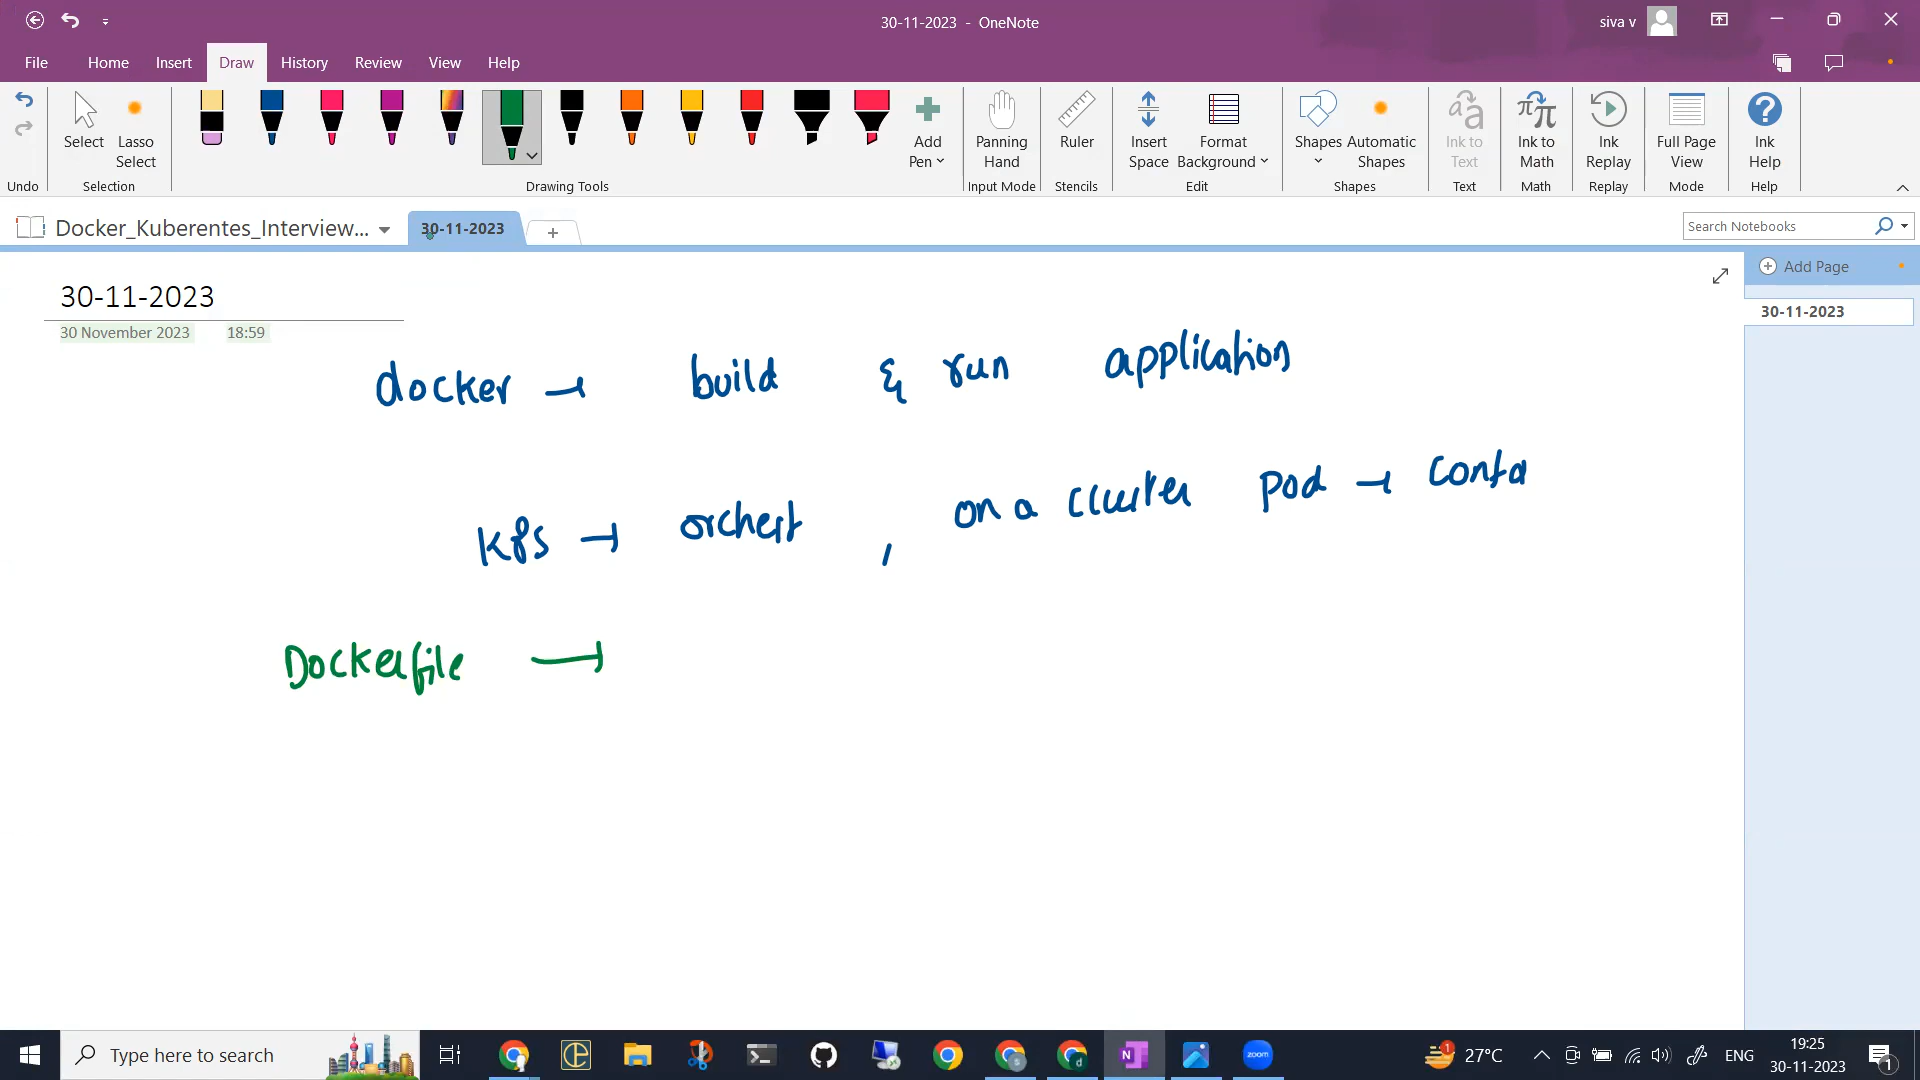 30-11-2023 - OneNote
siva v
File Home Insert Draw History Review View Help
Select
Lasso Select
Add Pen
Panning Hand
Ruler
Insert Space
Format Background
Shapes
Automatic Shapes
Ink to Text
Ink to Math
Ink Replay
Full Page View
Ink Help
Undo Selection Drawing Tools Input Mode Stencils Edit Shapes Text Math Replay Mode Help
Docker_Kuberentes_Interview... 30-11-2023
Search Notebooks
Add Page
30-11-2023
30-11-2023
30 November 2023 18:59
docker → build & run application
K8s → orchest , on a cluster pod → conta
Dockerfile →
Type here to search
zoom
1
27°C
ENG
19:25
30-11-2023
1